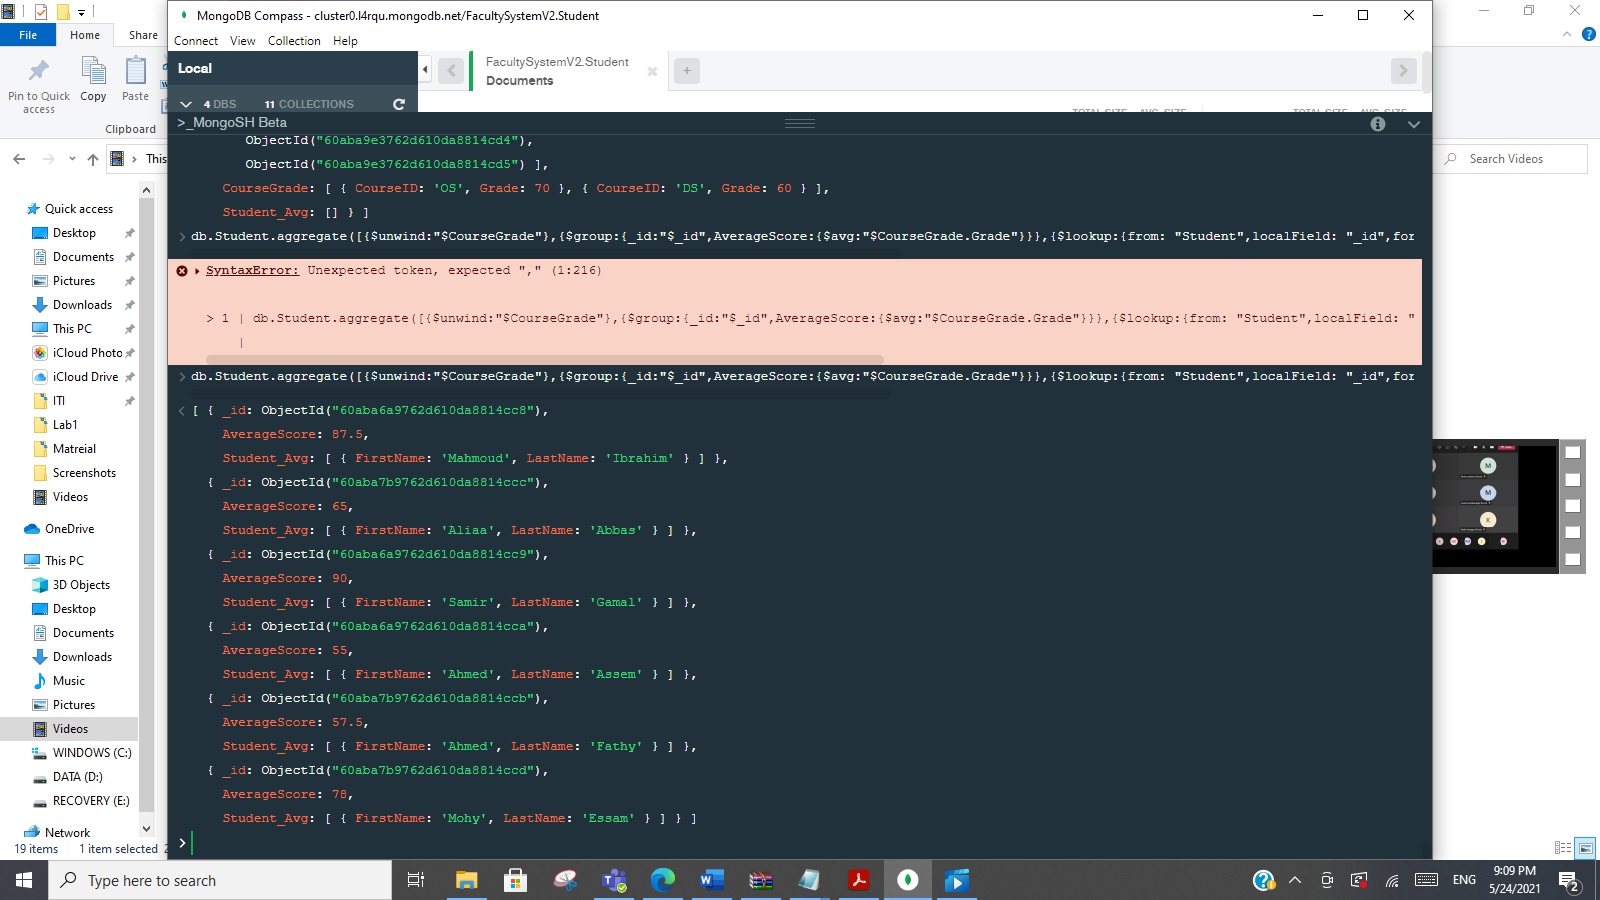 MongoDB Compass - cluster0.l4rqu.mongodb.net/FacultySystemV2.Student
File
Home
Share
Connect View Collection Help
Local
FacultySystemV2.Student
Documents
4 DBS 11 COLLECTIONS
Pin to Quick access
Copy
Paste
Clipboard
This
Search Videos
>_MongoSH Beta
ObjectId("60aba9e3762d610da8814cd4"),
ObjectId("60aba9e3762d610da8814cd5") ],
CourseGrade: [ { CourseID: 'OS', Grade: 70 }, { CourseID: 'DS', Grade: 60 } ],
Student_Avg: [] } ]
db.Student.aggregate([{$unwind:"$CourseGrade"},{$group:{_id:"$_id",AverageScore:{$avg:"$CourseGrade.Grade"}}},{$lookup:{from: "Student",localField: "_id",for
SyntaxError: Unexpected token, expected "," (1:216)
> 1 | db.Student.aggregate([{$unwind:"$CourseGrade"},{$group:{_id:"$_id",AverageScore:{$avg:"$CourseGrade.Grade"}}},{$lookup:{from: "Student",localField: "
|
db.Student.aggregate([{$unwind:"$CourseGrade"},{$group:{_id:"$_id",AverageScore:{$avg:"$CourseGrade.Grade"}}},{$lookup:{from: "Student",localField: "_id",for
[ { _id: ObjectId("60aba6a9762d610da8814cc8"),
AverageScore: 87.5,
Student_Avg: [ { FirstName: 'Mahmoud', LastName: 'Ibrahim' } ] },
{ _id: ObjectId("60aba7b9762d610da8814ccc"),
AverageScore: 65,
Student_Avg: [ { FirstName: 'Aliaa', LastName: 'Abbas' } ] },
{ _id: ObjectId("60aba6a9762d610da8814cc9"),
AverageScore: 90,
Student_Avg: [ { FirstName: 'Samir', LastName: 'Gamal' } ] },
{ _id: ObjectId("60aba6a9762d610da8814cca"),
AverageScore: 55,
Student_Avg: [ { FirstName: 'Ahmed', LastName: 'Assem' } ] },
{ _id: ObjectId("60aba7b9762d610da8814ccb"),
AverageScore: 57.5,
Student_Avg: [ { FirstName: 'Ahmed', LastName: 'Fathy' } ] },
{ _id: ObjectId("60aba7b9762d610da8814ccd"),
AverageScore: 78,
Student_Avg: [ { FirstName: 'Mohy', LastName: 'Essam' } ] } ]
>
Quick access
Desktop
Documents
Pictures
Downloads
This PC
iCloud Photo
iCloud Drive
ITI
Lab1
Matreial
Screenshots
Videos
OneDrive
This PC
3D Objects
Desktop
Documents
Downloads
Music
Pictures
Videos
WINDOWS (C:)
DATA (D:)
RECOVERY (E:)
Network
19 items 1 item selected
Type here to search
ENG
9:09 PM
5/24/2021
2